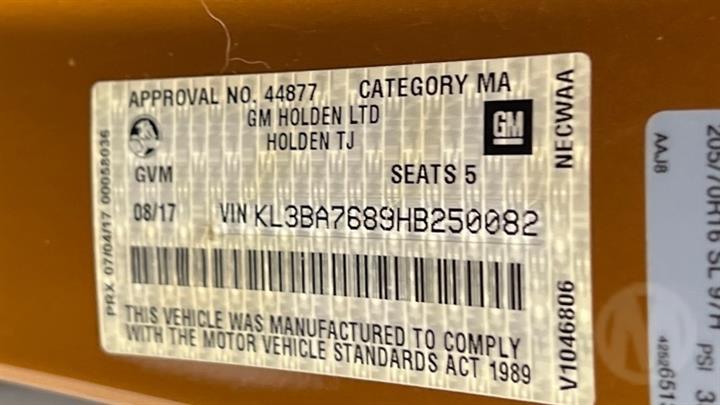 APPROVAL NO. 44877 CATEGORY MA
GM HOLDEN LTD
HOLDEN TJ
GM
GVM SEATS 5
08/17 VIN KL3BA7689HB250082
THIS VEHICLE WAS MANUFACTURED TO COMPLY
WITH THE MOTOR VEHICLE STANDARDS ACT 1989
PRX 07/04/17 00058036
V1046806 NECWAA
AAJ8
205/70R16 SL 97H
PSI